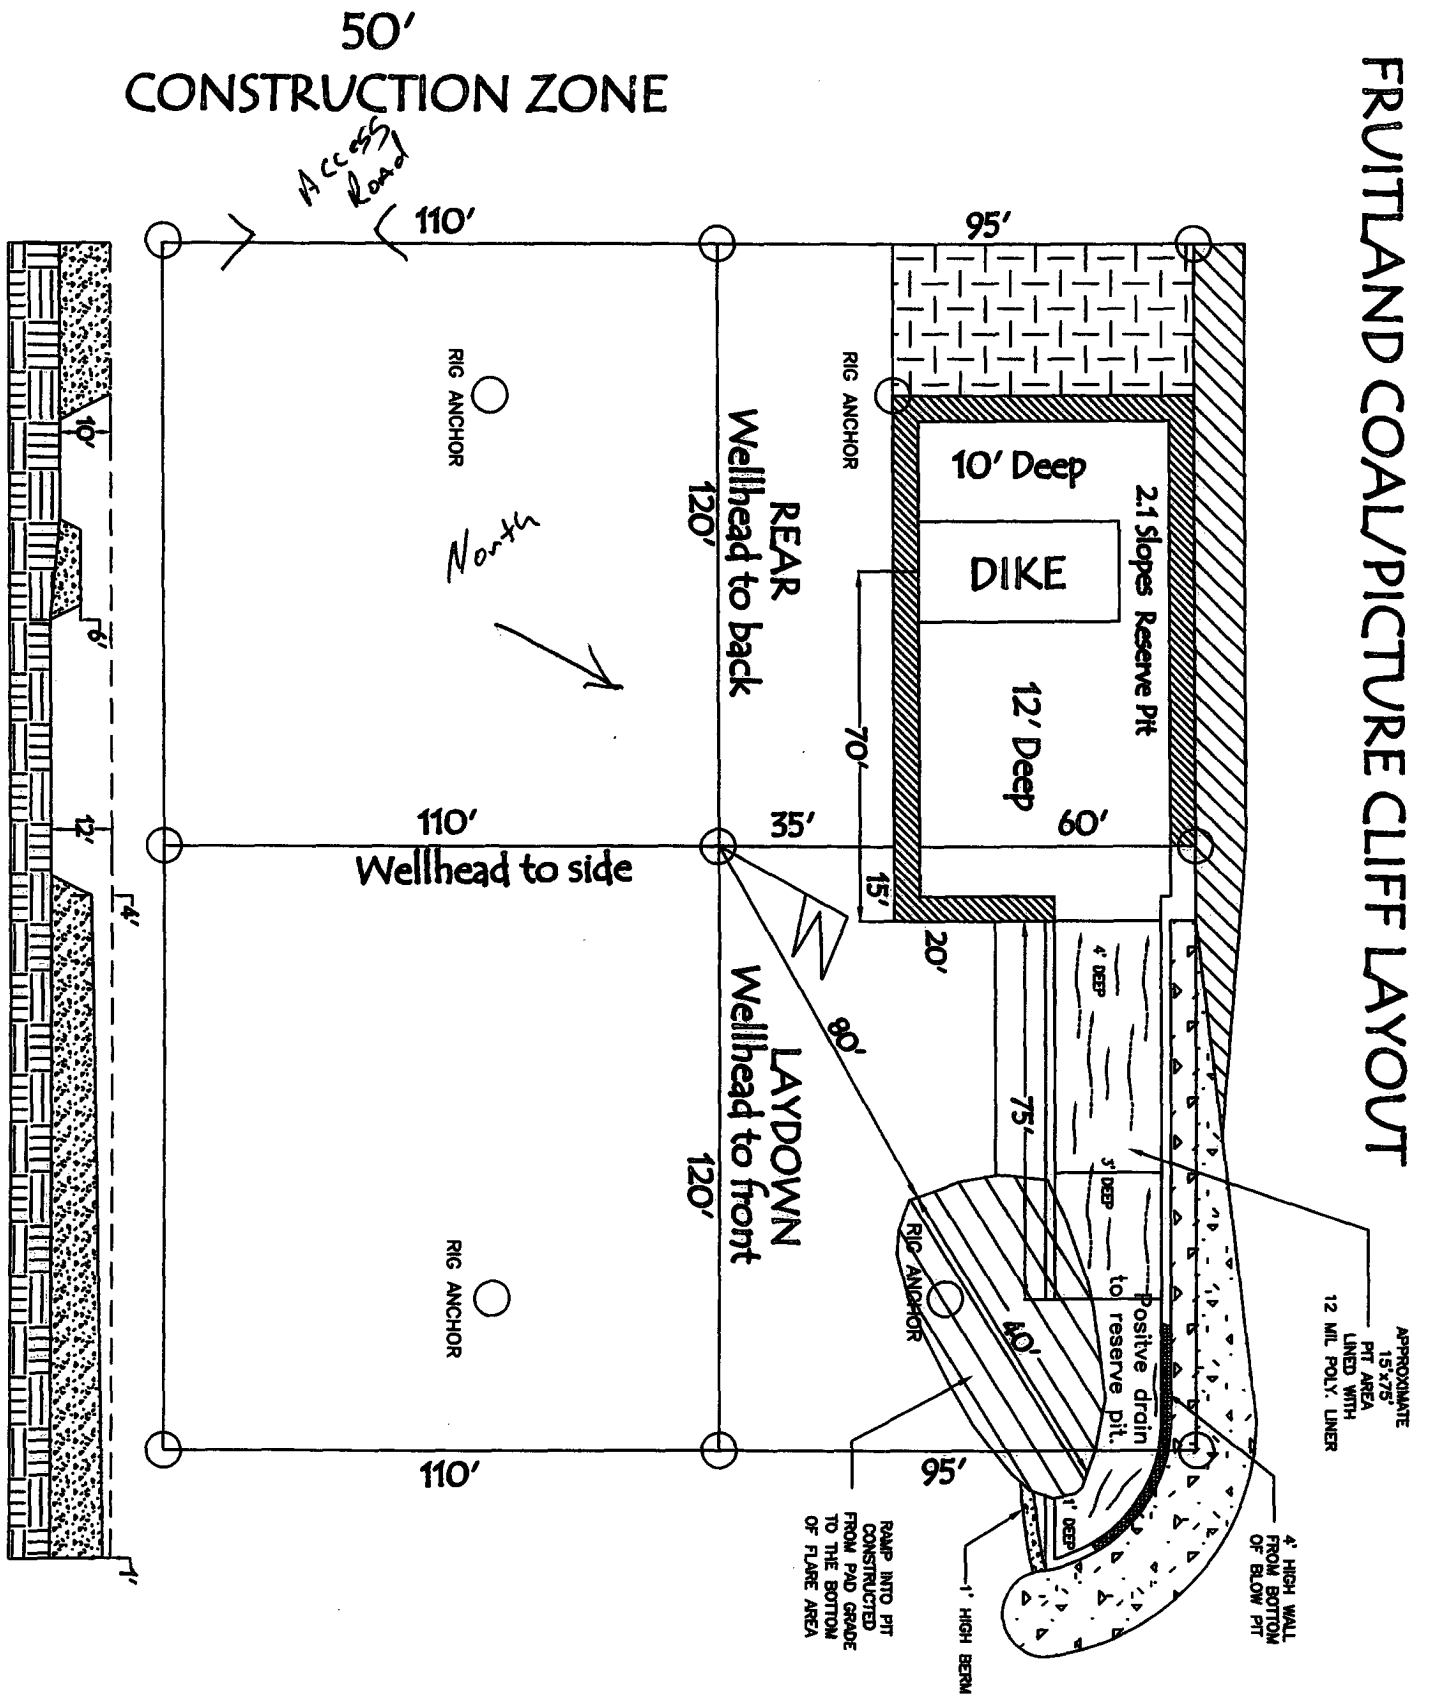 FRUITLAND COAL/PICTURE CLIFF LAYOUT
50'
CONSTRUCTION ZONE
Access
Road
110'
95'
RIG ANCHOR
RIG ANCHOR
10' Deep
2.1 Slopes Reserve Pit
DIKE
12' Deep
REAR
Wellhead to back
120'
North
70'
110'
Wellhead to side
35'
60'
15'
20'
80'
4' DEEP
75'
3' DEEP
LAYDOWN
Wellhead to front
120'
RIG ANCHOR
RIG ANCHOR
40'
Positive drain
to reserve pit.
1' DEEP
110'
95'
APPROXIMATE
15'x75'
PIT AREA
LINED WITH
12 MIL POLY. LINER
4' HIGH WALL
FROM BOTTOM
OF BLOW PIT
1' HIGH BERM
RAMP INTO PIT
CONSTRUCTED
FROM PAD GRADE
TO THE BOTTOM
OF FLARE AREA
10'
6'
12'
4'
1'